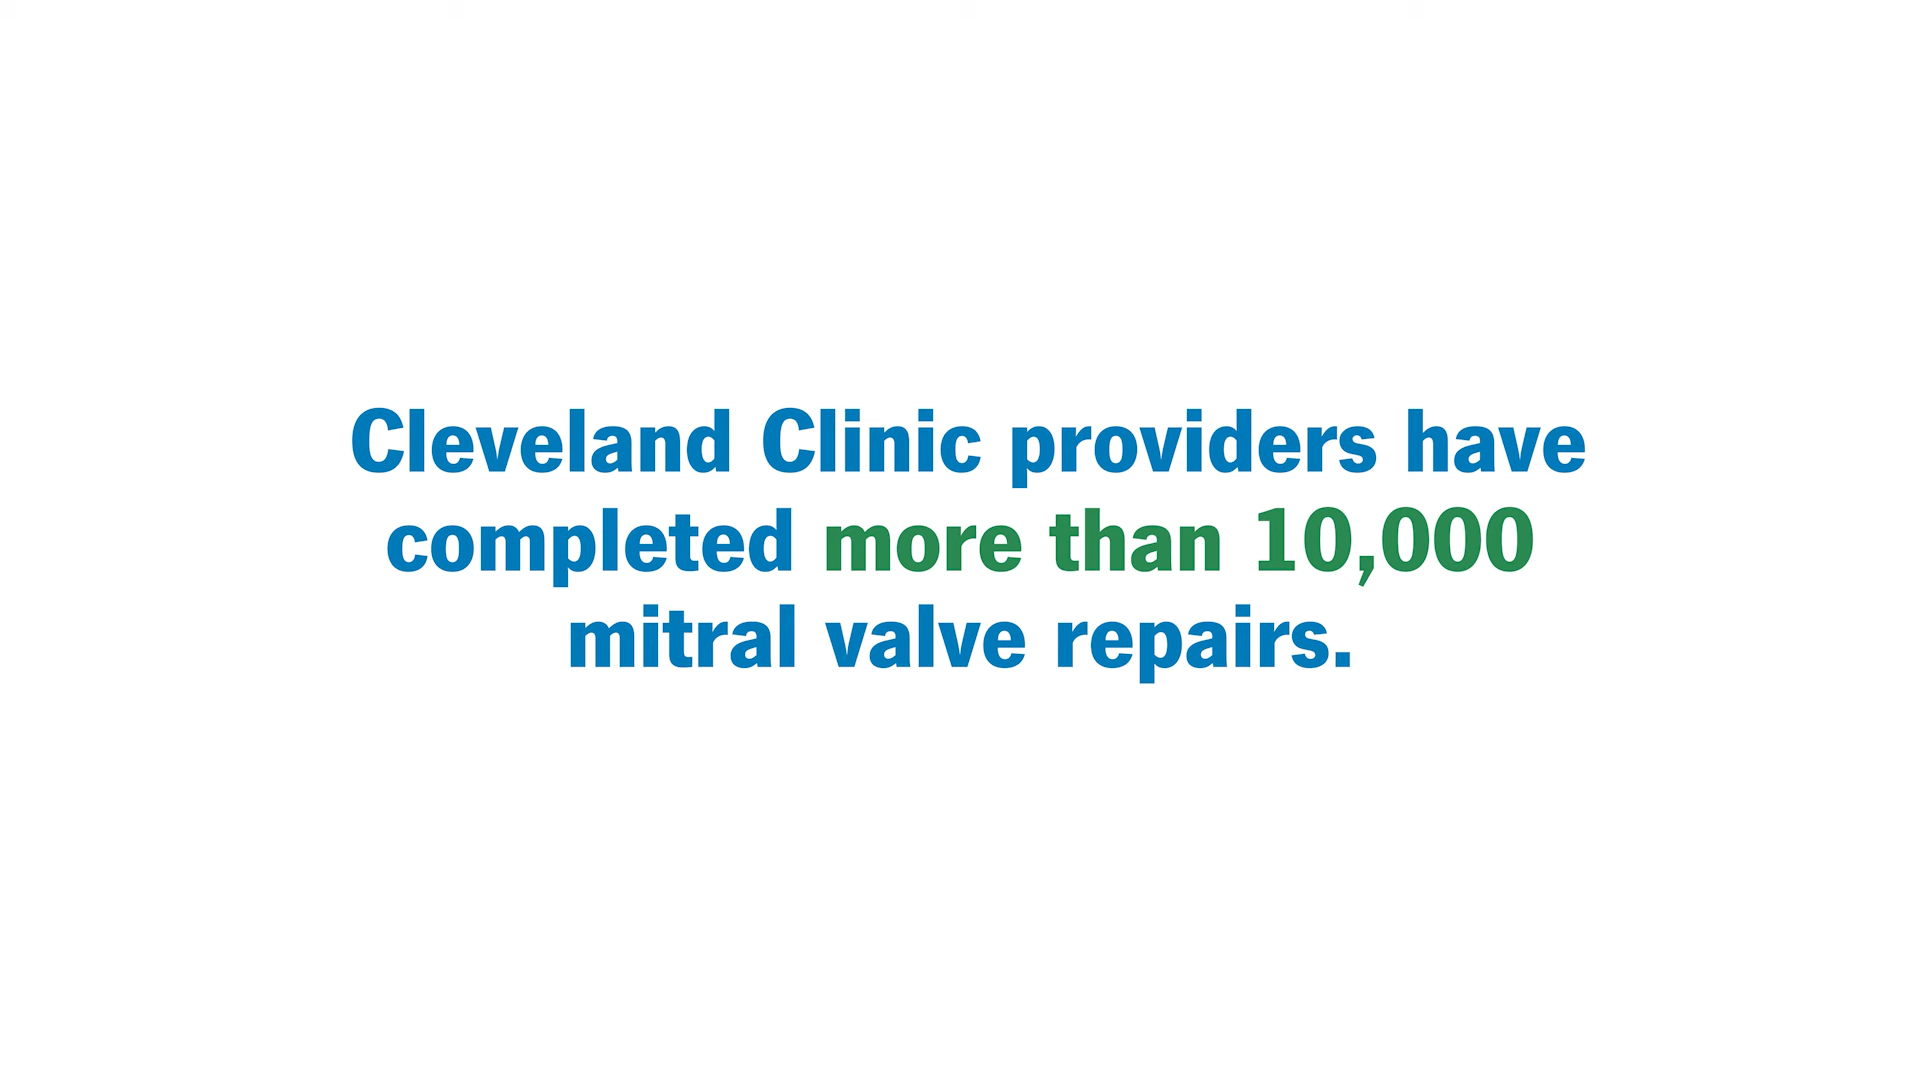 Cleveland Clinic providers have
completed more than 10,000
mitral valve repairs.